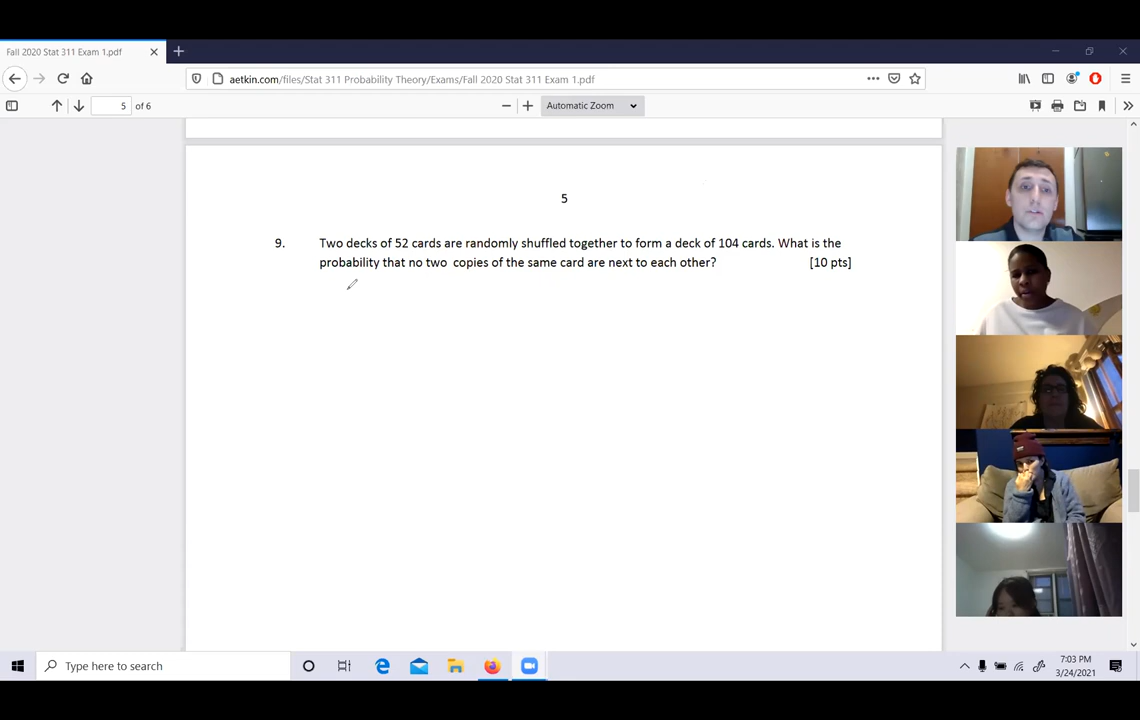 Fall 2020 Stat 311 Exam 1.pdf
aetkin.com/files/Stat 311 Probability Theory/Exams/Fall 2020 Stat 311 Exam 1.pdf
5 of 6
Automatic Zoom
5
9. Two decks of 52 cards are randomly shuffled together to form a deck of 104 cards. What is the
probability that no two copies of the same card are next to each other? [10 pts]
Type here to search
7:03 PM
3/24/2021